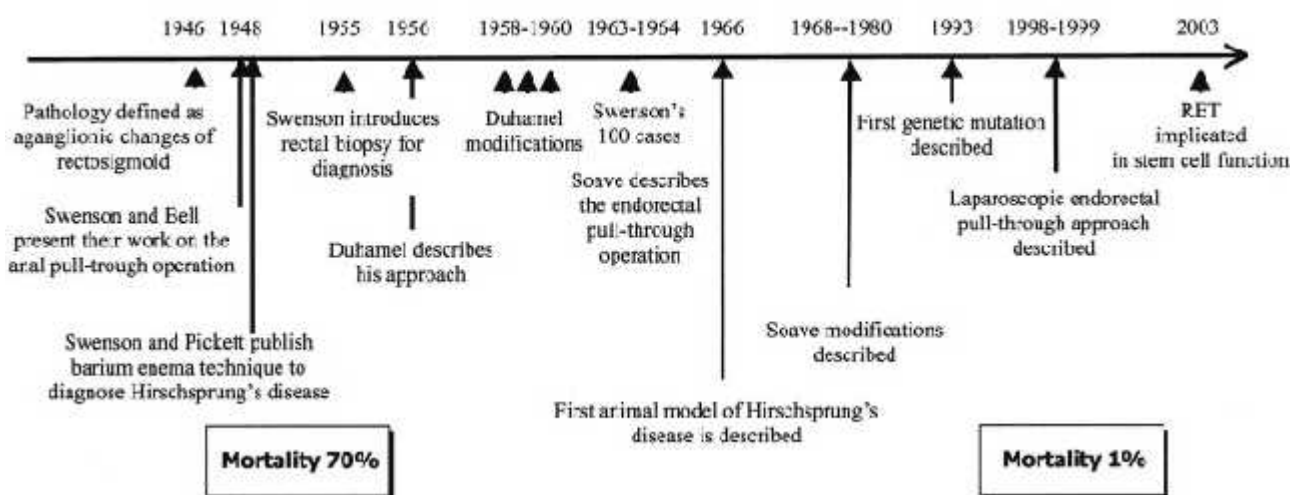 1946
1948
1955
1956
1958-1960
1963-1964
1966
1968--1980
1993
1998-1999
2003
Pathology defined as
aganglionic changes of
rectosigmoid
Swenson and Bell
present their work on the
anal pull-trough operation
Swenson and Pickett publish
barium enema technique to
diagnose Hirschsprung's disease
Swenson introduces
rectal biopsy for
diagnosis
Duhamel describes
his approach
Duhamel
modifications
Swenson's
100 cases
Soave describes
the endorectal
pull-through
operation
First animal model of Hirschsprung's
disease is described
Soave modifications
described
First genetic mutation
described
Laparoscopic endorectal
pull-through approach
described
RET
implicated
in stem cell function
Mortality 70%
Mortality 1%